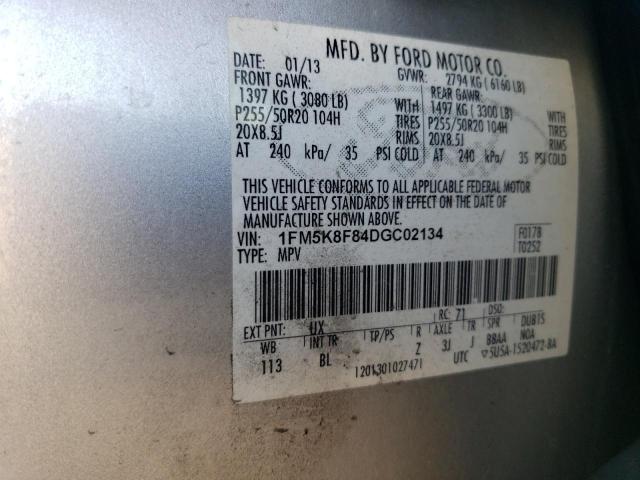 MFD. BY FORD MOTOR CO.
DATE: 01/13 GVWR: 2794 KG ( 6160 LB)
FRONT GAWR: REAR GAWR:
1397 KG ( 3080 LB) WITH 1497 KG ( 3300 LB) WITH
P255/50R20 104H TIRES P255/50R20 104H TIRES
20X8.5J RIMS 20X8.5J RIMS
AT 240 kPa/ 35 PSI COLD AT 240 kPa/ 35 PSI COLD
THIS VEHICLE CONFORMS TO ALL APPLICABLE FEDERAL MOTOR
VEHICLE SAFETY STANDARDS IN EFFECT ON THE DATE OF
MANUFACTURE SHOWN ABOVE.
VIN: 1FM5K8F84DGC02134 F0178
TYPE: MPV T0252
EXT PNT: UX RC: 71 DSO:
WB INT TR TP/PS R AXLE TR SPR DUB1S
113 BL Z 3J J BBAA NOA
1201301027471 UTC ▽5U5A-1520472-BA